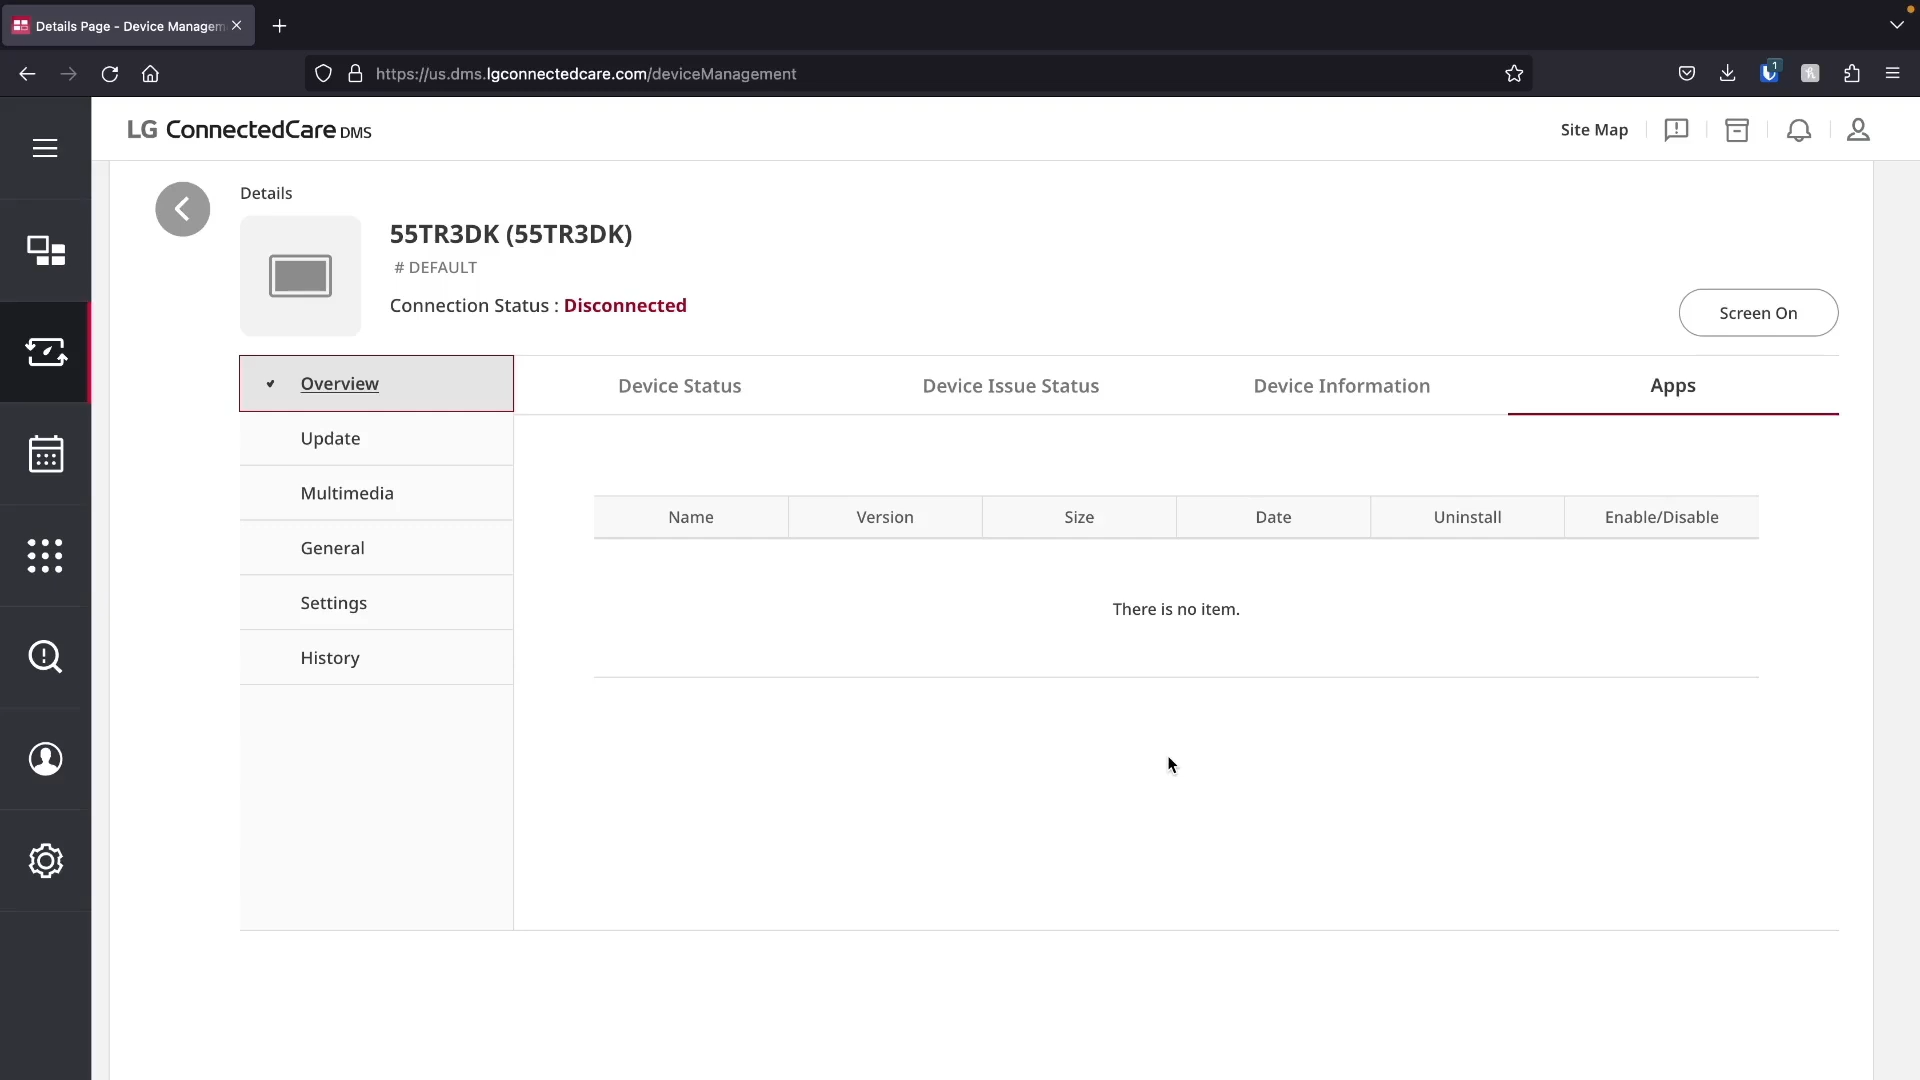 Details Page - Device Managem
https://us.dms.lgconnectedcare.com/deviceManagement
1
LG ConnectedCare DMS
Site Map
Details
55TR3DK (55TR3DK)
# DEFAULT
Connection Status : Disconnected
Screen On
Overview
Device Status
Device Issue Status
Device Information
Apps
Update
Multimedia
General
Settings
History
Name
Version
Size
Date
Uninstall
Enable/Disable
There is no item.